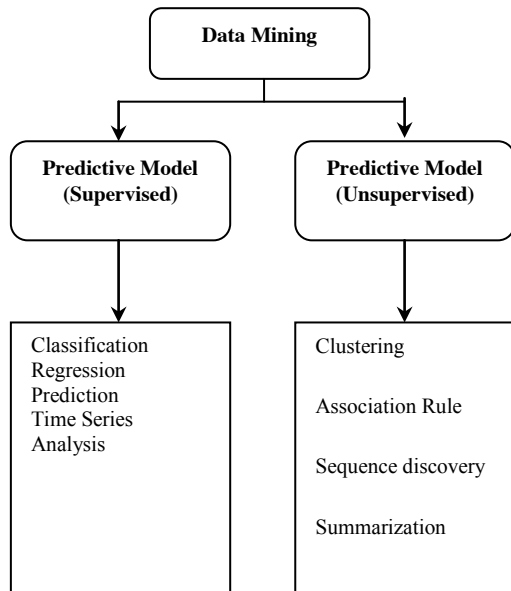 Data Mining
Predictive Model
(Supervised)
Predictive Model
(Unsupervised)
Classification
Regression
Prediction
Time Series
Analysis
Clustering
Association Rule
Sequence discovery
Summarization